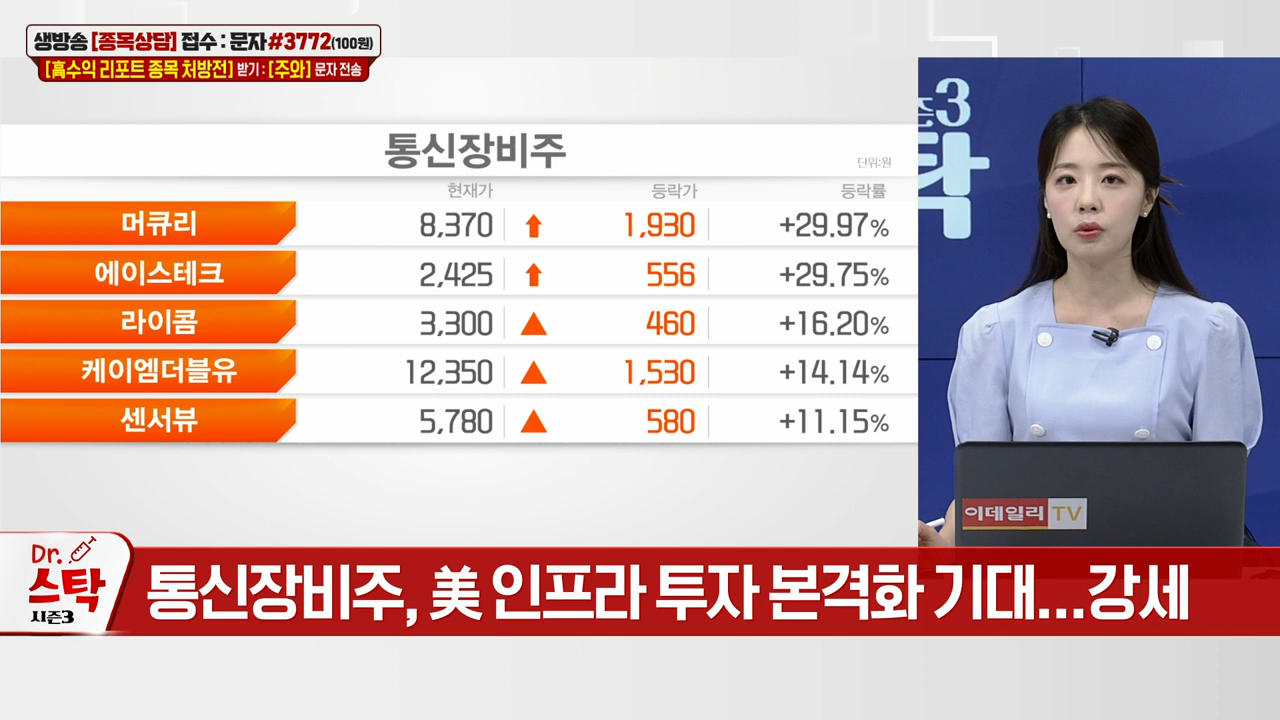 생방송 [종목상담] 접수 : 문자#3772(100원)
[高수익 리포트 종목 처방전] 받기 : [주와] 문자 전송
통신장비주
단위:원
현재가 등락가 등락률
머큐리 8,370 1,930 +29.97%
에이스테크 2,425 556 +29.75%
라이콤 3,300 460 +16.20%
케이엠더블유 12,350 1,530 +14.14%
센서뷰 5,780 580 +11.15%
3
탁
이데일리 TV
Dr.
스탁
시즌3
통신장비주, 美 인프라 투자 본격화 기대...강세